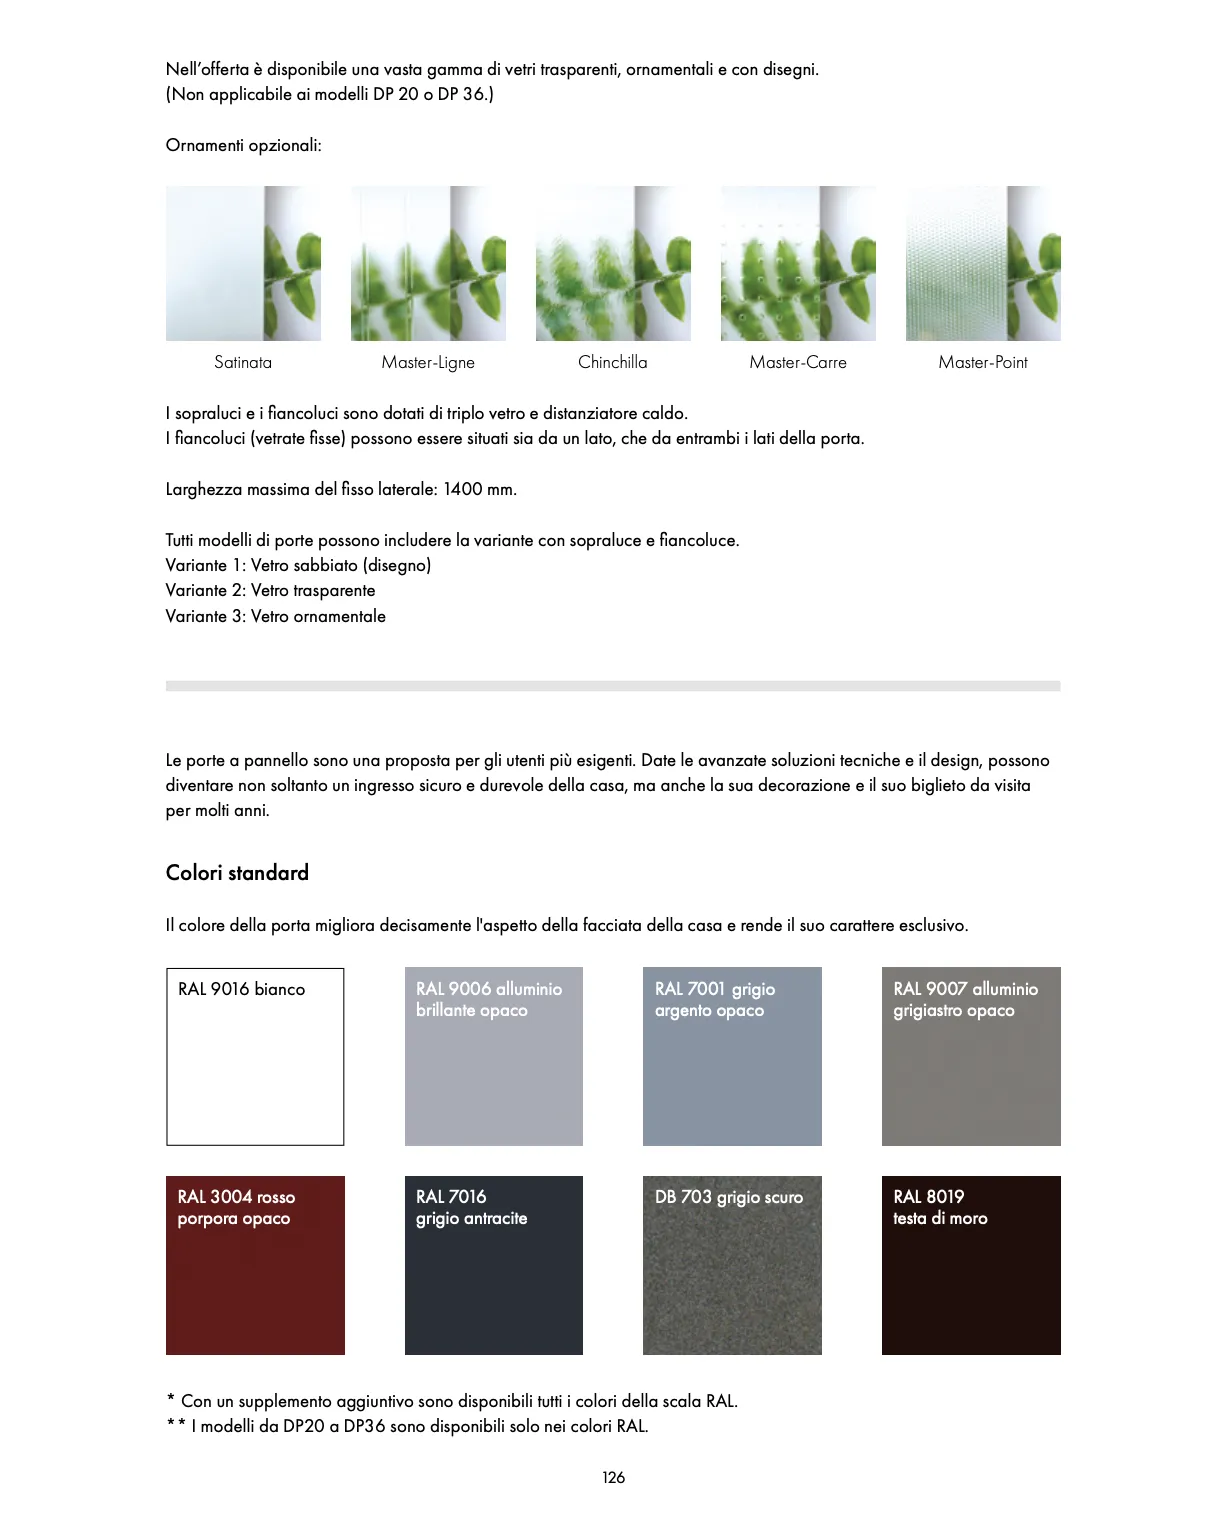 Nell’offerta è disponibile una vasta gamma di vetri trasparenti, ornamentali e con disegni.
(Non applicabile ai modelli DP 20 o DP 36.)
Ornamenti opzionali:
Satinata
Master-Ligne
Chinchilla
Master-Carre
Master-Point
I sopraluci e i fiancoluci sono dotati di triplo vetro e distanziatore caldo.
I fiancoluci (vetrate fisse) possono essere situati sia da un lato, che da entrambi i lati della porta.
Larghezza massima del fisso laterale: 1400 mm.
Tutti modelli di porte possono includere la variante con sopraluce e fiancoluce.
Variante 1: Vetro sabbiato (disegno)
Variante 2: Vetro trasparente
Variante 3: Vetro ornamentale
Le porte a pannello sono una proposta per gli utenti più esigenti. Date le avanzate soluzioni tecniche e il design, possono
diventare non soltanto un ingresso sicuro e durevole della casa, ma anche la sua decorazione e il suo biglieto da visita
per molti anni.
Colori standard
Il colore della porta migliora decisamente l'aspetto della facciata della casa e rende il suo carattere esclusivo.
RAL 9016 bianco
RAL 9006 alluminio
brillante opaco
RAL 7001 grigio
argento opaco
RAL 9007 alluminio
grigiastro opaco
RAL 3004 rosso
porpora opaco
RAL 7016
grigio antracite
DB 703 grigio scuro
RAL 8019
testa di moro
* Con un supplemento aggiuntivo sono disponibili tutti i colori della scala RAL.
** I modelli da DP20 a DP36 sono disponibili solo nei colori RAL.
126